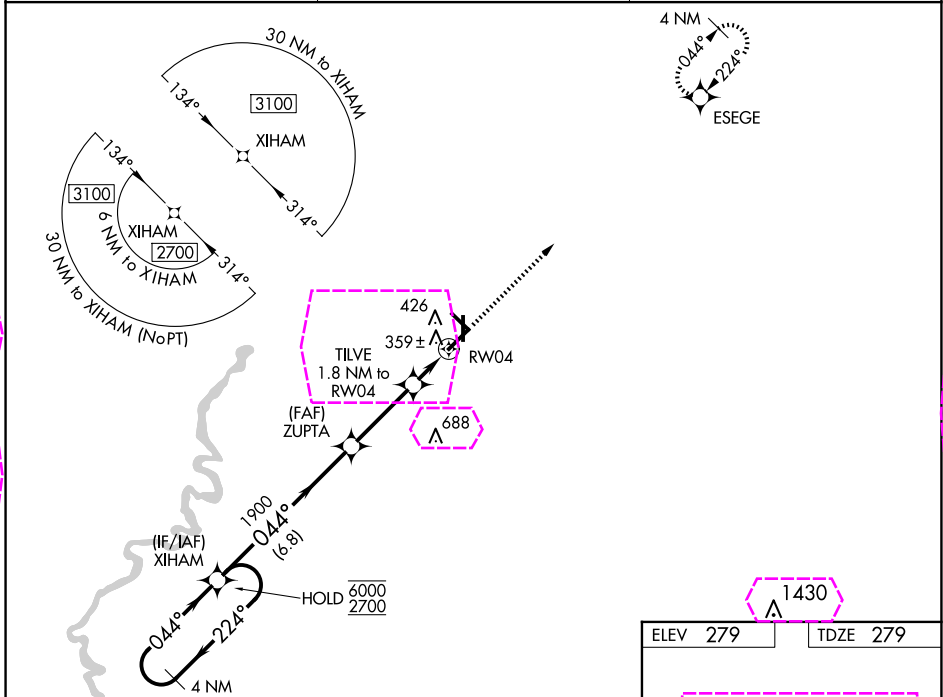 30 NM to XIHAM
134°
3100
XIHAM
314°
134°
3100
XIHAM
2700
6 NM to XIHAM
314°
30 NM to XIHAM (NoPT)
4 NM
044°
224°
ESEGE
426
359±
RW04
TILVE
1.8 NM to
RW04
688
(FAF)
ZUPTA
1900
044°
(6.8)
(IF/IAF)
XIHAM
HOLD 6000
2700
044°
224°
4 NM
1430
ELEV 279
TDZE 279